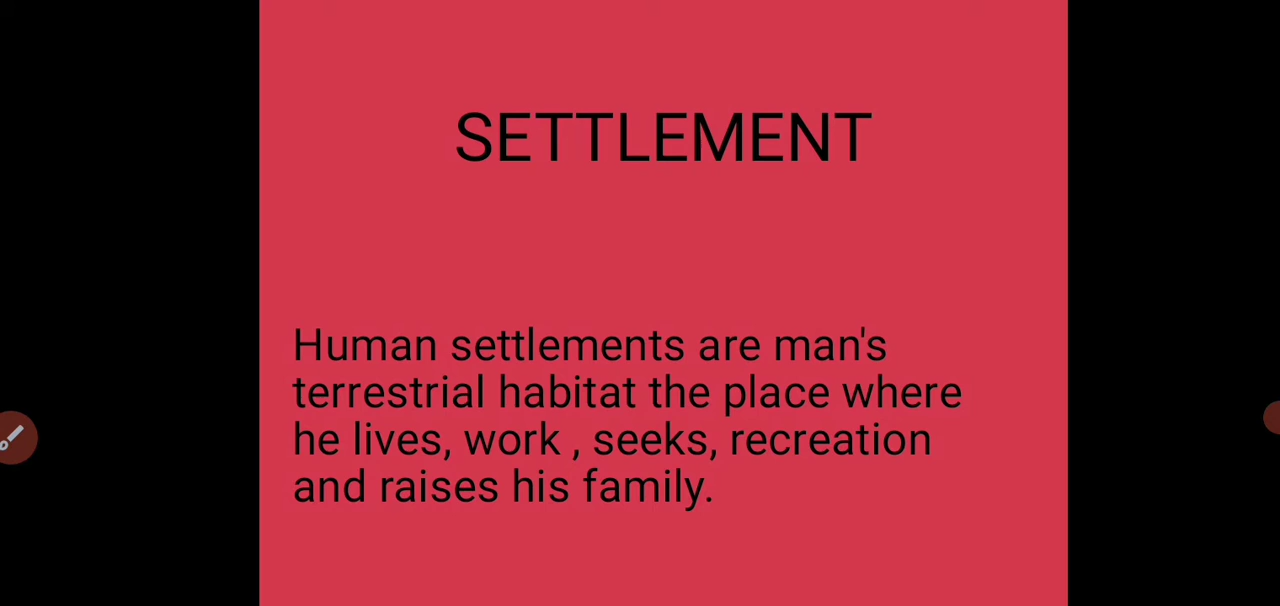 SETTLEMENT
Human settlements are man's
terrestrial habitat the place where
he lives, work , seeks, recreation
and raises his family.